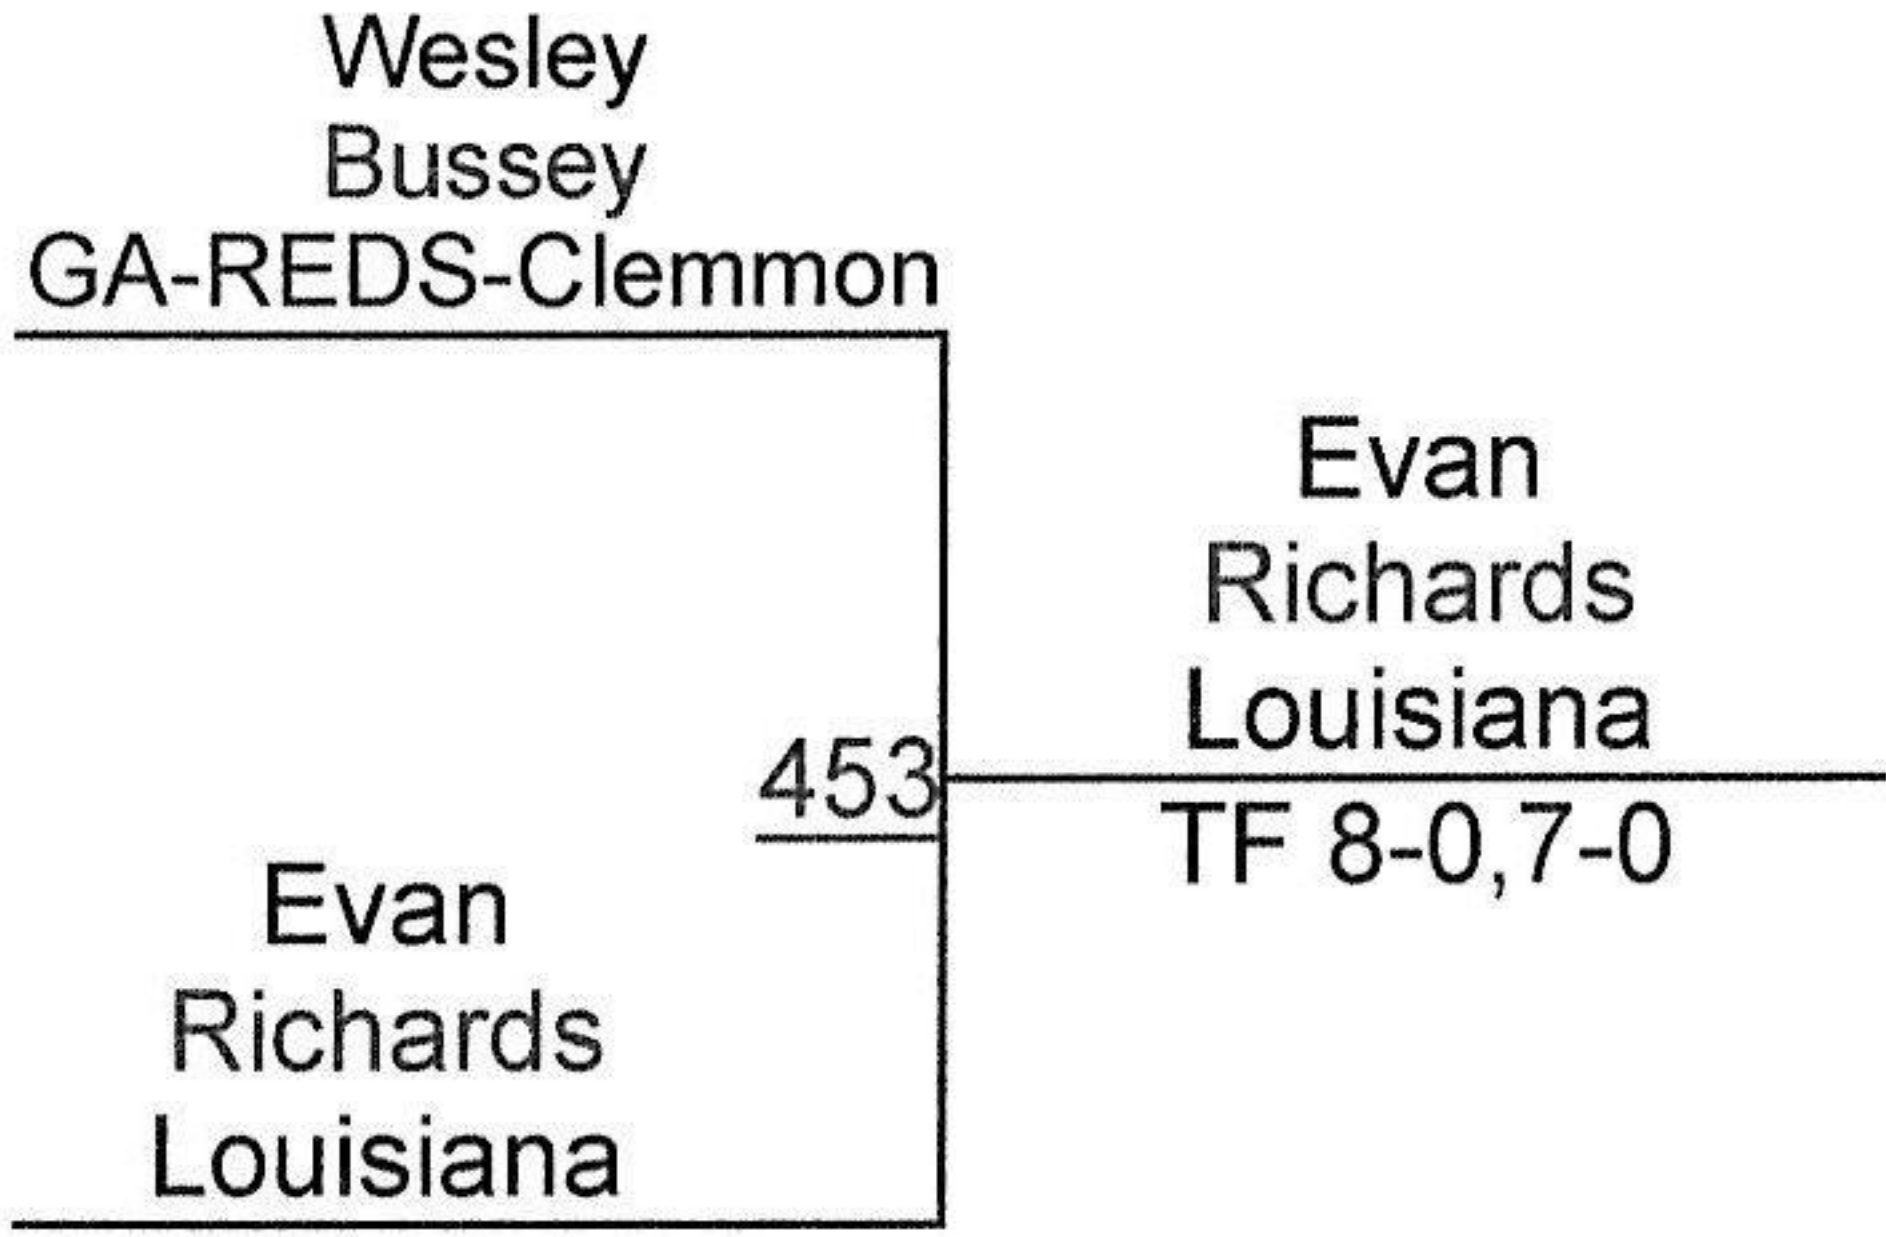 Wesley
Bussey
GA-REDS-Clemmon
Evan
Richards
Louisiana
TF 8-0,7-0
453
Evan
Richards
Louisiana